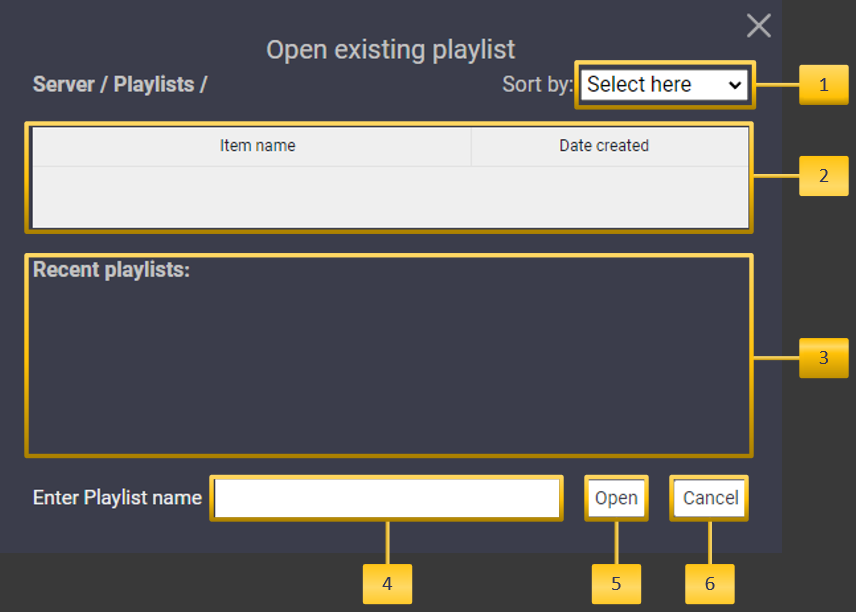 Open existing playlist
Server / Playlists /
Sort by: Select here
1
Item name Date created
2
Recent playlists:
3
Enter Playlist name Open Cancel
4 5 6